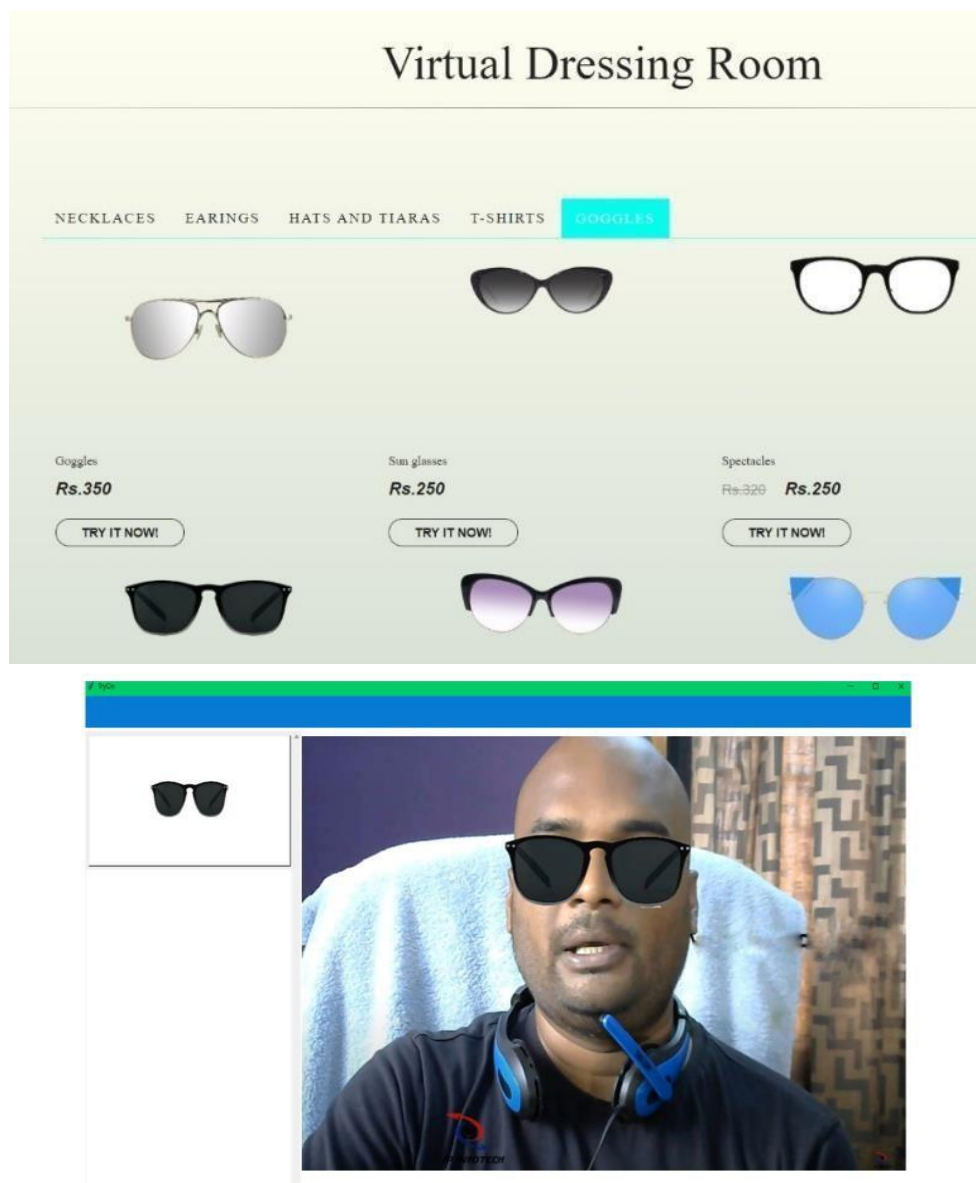 Virtual Dressing Room
NECKLACES EARINGS HATS AND TIARAS T-SHIRTS GOGGLES
Goggles Sun glasses Spectacles
Rs.350 Rs.250 Rs.320 Rs.250
TRY IT NOW! TRY IT NOW! TRY IT NOW!
TryOn